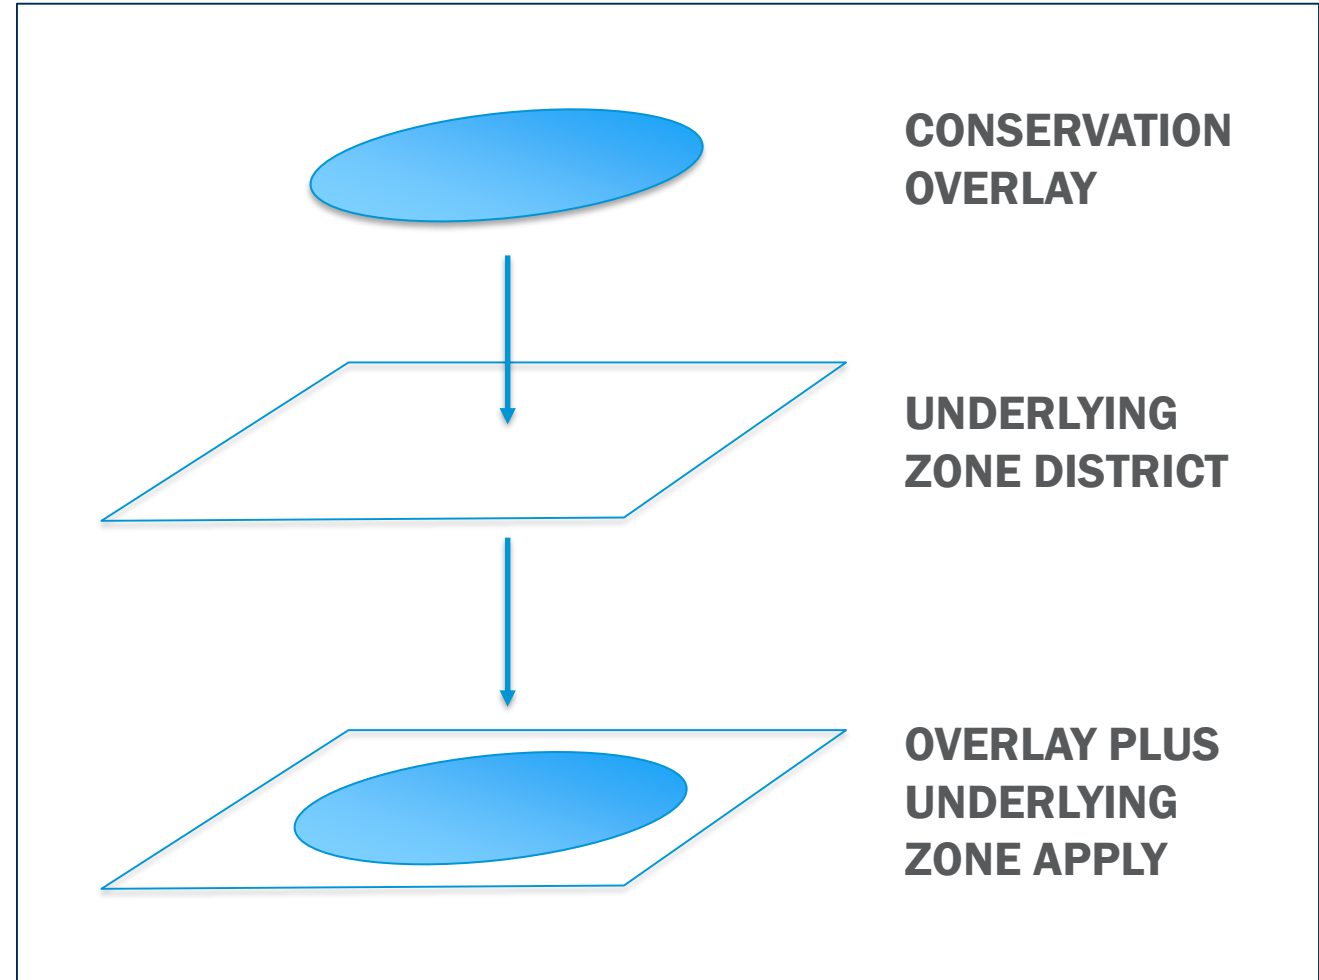 CONSERVATION
OVERLAY
UNDERLYING
ZONE DISTRICT
OVERLAY PLUS
UNDERLYING
ZONE APPLY